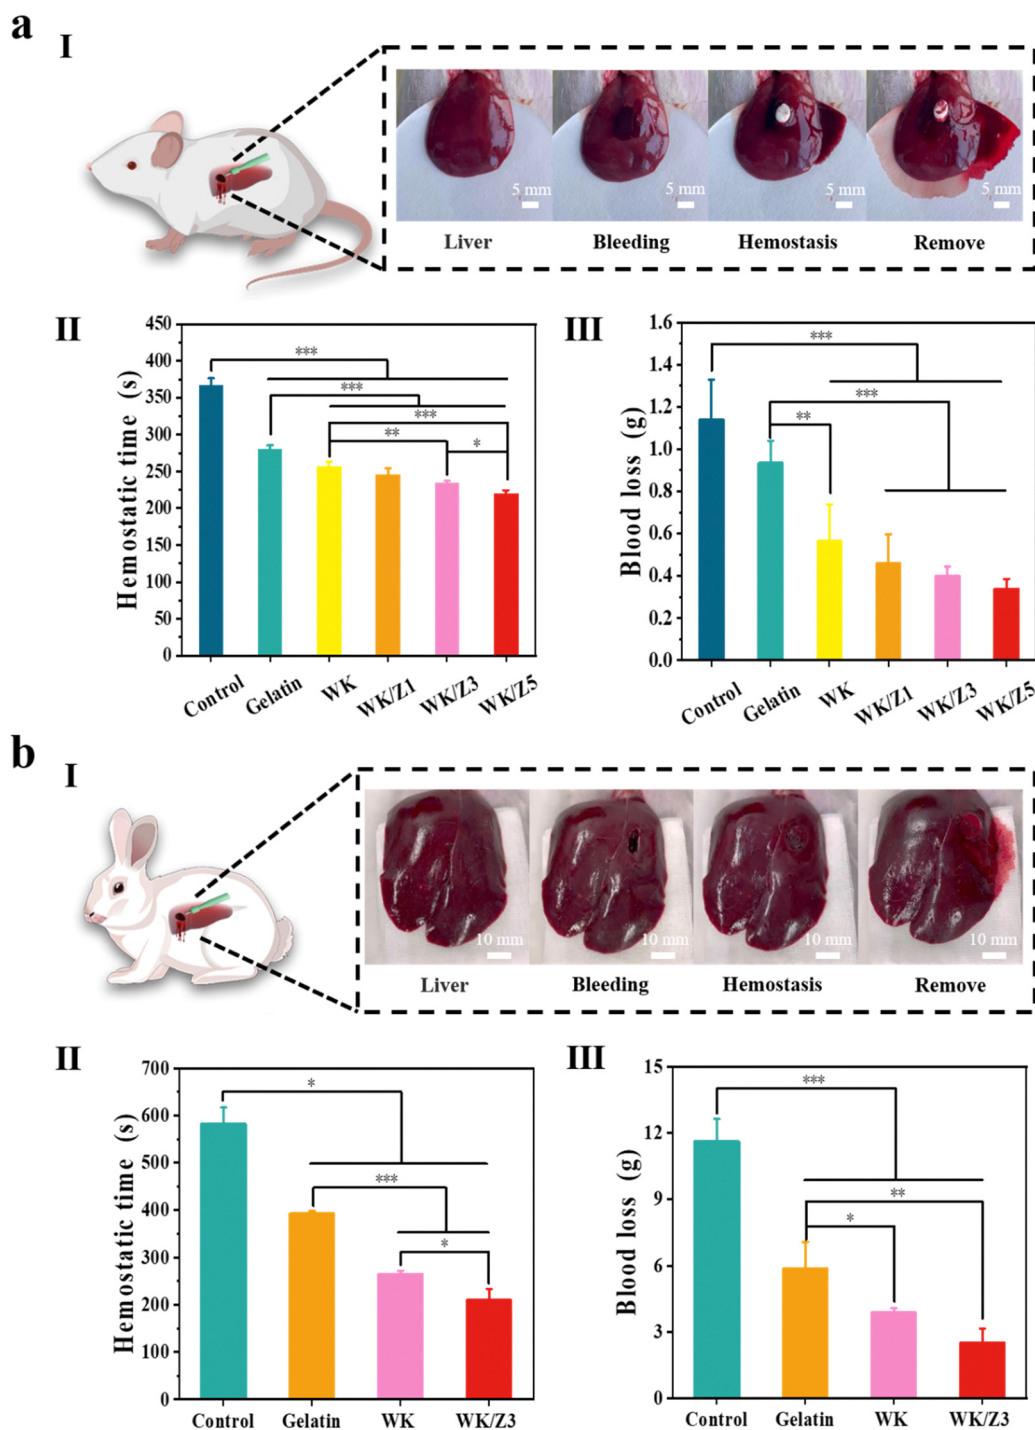 a
I
5 mm 5 mm 5 mm 5 mm
Liver Bleeding Hemostasis Remove
II
Hemostatic time (s)
450
400
350
300
250
200
150
100
50
0
***
***
***
** *
Control Gelatin WK WK/Z1 WK/Z3 WK/Z5
III
Blood loss (g)
1.6
1.4
1.2
1.0
0.8
0.6
0.4
0.2
0.0
***
***
**
Control Gelatin WK WK/Z1 WK/Z3 WK/Z5
b
I
10 mm 10 mm 10 mm 10 mm
Liver Bleeding Hemostasis Remove
II
Hemostatic time (s)
700
600
500
400
300
200
100
0
*
***
*
Control Gelatin WK WK/Z3
III
Blood loss (g)
15
12
9
6
3
0
***
**
*
Control Gelatin WK WK/Z3